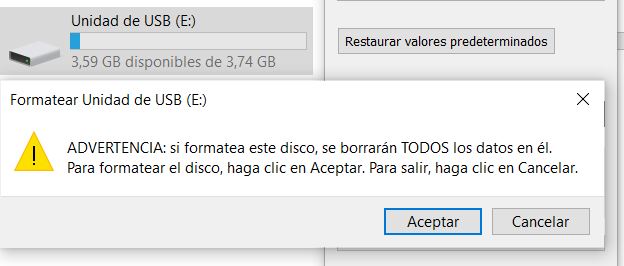 Unidad de USB (E:)
3,59 GB disponibles de 3,74 GB
Restaurar valores predeterminados
Formatear Unidad de USB (E:)
ADVERTENCIA: si formatea este disco, se borrarán TODOS los datos en él.
Para formatear el disco, haga clic en Aceptar. Para salir, haga clic en Cancelar.
Aceptar
Cancelar